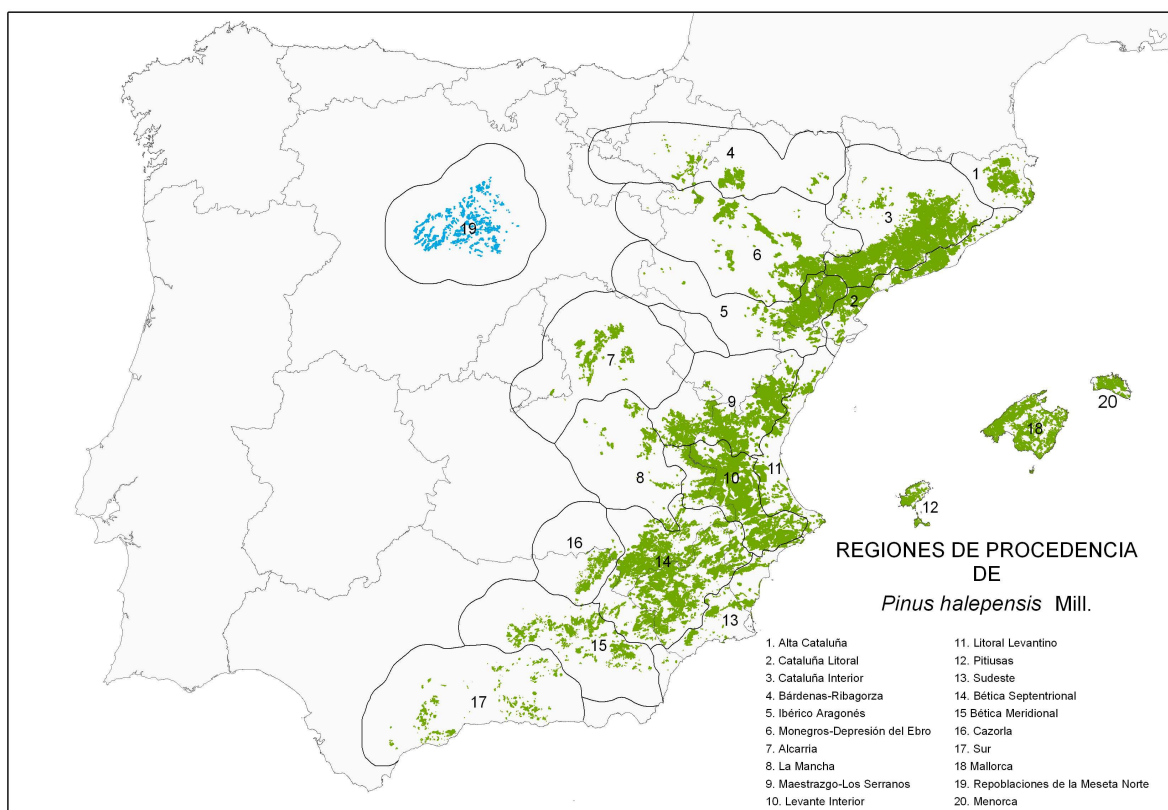 4
1
3
19
6
2
5
7
20
9
18
11
10
8
12
16
14
13
15
17
REGIONES DE PROCEDENCIA
DE
Pinus halepensis Mill.
1. Alta Cataluña
2. Cataluña Litoral
3. Cataluña Interior
4. Bárdenas-Ribagorza
5. Ibérico Aragonés
6. Monegros-Depresión del Ebro
7. Alcarria
8. La Mancha
9. Maestrazgo-Los Serranos
10. Levante Interior
11. Litoral Levantino
12. Pitiusas
13. Sudeste
14. Bética Septentrional
15 Bética Meridional
16. Cazorla
17. Sur
18 Mallorca
19. Repoblaciones de la Meseta Norte
20. Menorca